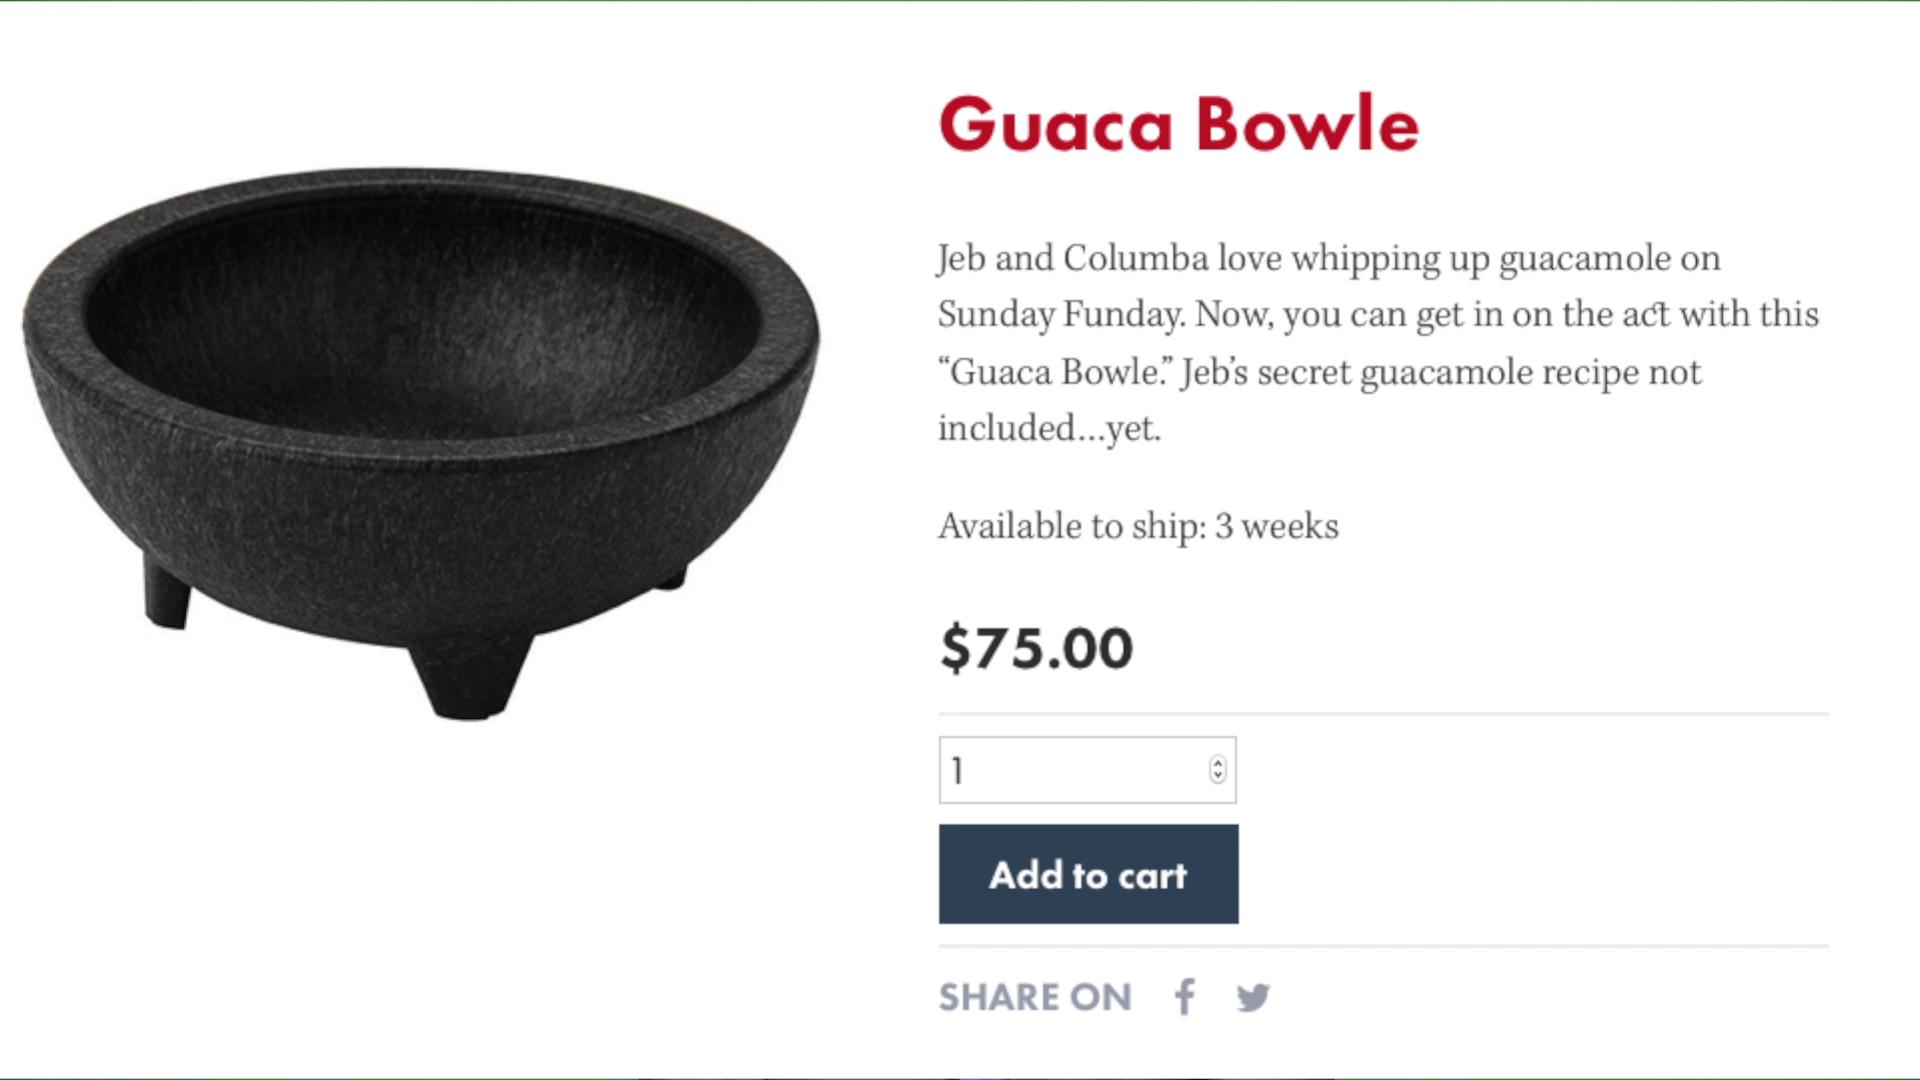 Guaca Bowle
Jeb and Columba love whipping up guacamole on
Sunday Funday. Now, you can get in on the act with this
“Guaca Bowle.” Jeb’s secret guacamole recipe not
included...yet.
Available to ship: 3 weeks
$75.00
1
Add to cart
SHARE ON